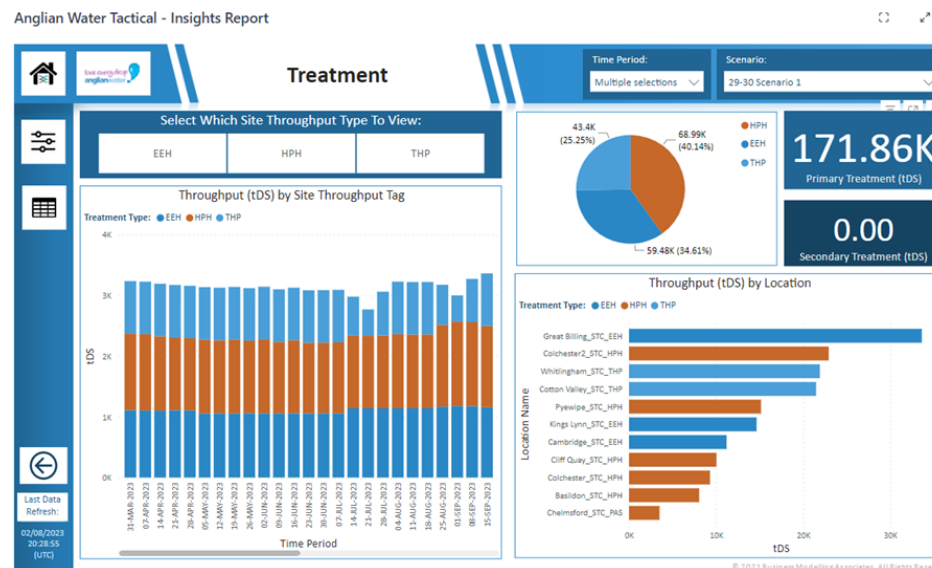 Anglian Water Tactical - Insights Report
love every drop
anglianwater
Treatment
Time Period:
Multiple selections
Scenario:
29-30 Scenario 1
Select Which Site Throughput Type To View:
EEH
HPH
THP
Throughput (tDS) by Site Throughput Tag
Treatment Type: EEH HPH THP
4K
3K
2K
1K
0K
tDS
31-MAR-2023
07-APR-2023
14-APR-2023
21-APR-2023
28-APR-2023
05-MAY-2023
12-MAY-2023
19-MAY-2023
26-MAY-2023
02-JUN-2023
09-JUN-2023
16-JUN-2023
23-JUN-2023
30-JUN-2023
07-JUL-2023
14-JUL-2023
21-JUL-2023
28-JUL-2023
04-AUG-2023
11-AUG-2023
18-AUG-2023
25-AUG-2023
01-SEP-2023
08-SEP-2023
15-SEP-2023
Time Period
43.4K
(25.25%)
68.99K
(40.14%)
59.48K (34.61%)
HPH
EEH
THP
171.86K
Primary Treatment (tDS)
0.00
Secondary Treatment (tDS)
Throughput (tDS) by Location
Treatment Type: EEH HPH THP
Location Name
Great Billing_STC_EEH
Colchester2_STC_HPH
Whitlingham_STC_THP
Cotton Valley_STC_THP
Pyewipe_STC_HPH
Kings Lynn_STC_EEH
Cambridge_STC_EEH
Cliff Quay_STC_HPH
Colchester_STC_HPH
Basildon_STC_HPH
Chelmsford_STC_PAS
0K
10K
20K
30K
tDS
Last Data
Refresh:
02/08/2023
20:28:55
(UTC)